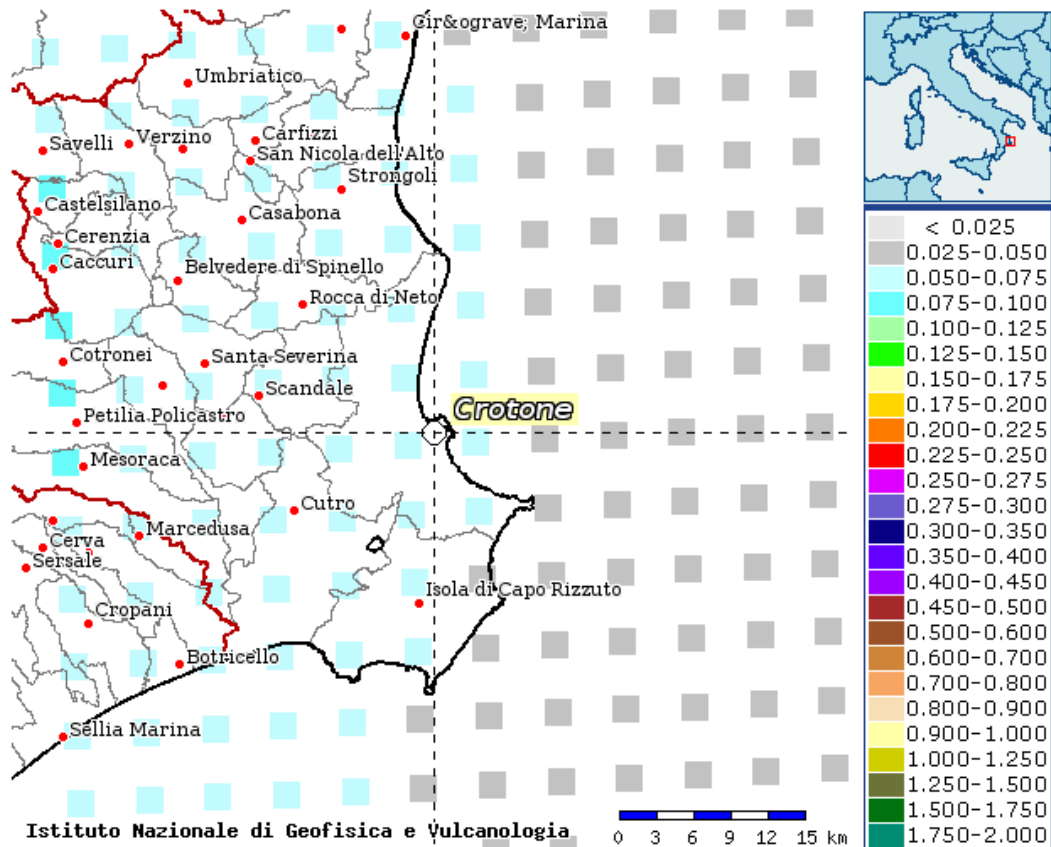 Cir&ograve; Marina
Umbriatico
Carfizzi
Verzino
Savelli
San Nicola dell'Alto
Strongoli
Castelsilano
Casabona
Cerenzia
Caccuri
Belvedere di Spinello
Rocca di Neto
Cotronei
Santa Severina
Scandale
Crotone
Petilia Policastro
Mesoraca
Cutro
Marcedusa
Cerva
Sersale
Isola di Capo Rizzuto
Cropani
Botricello
Sellia Marina
Istituto Nazionale di Geofisica e Vulcanologia
0 3 6 9 12 15 km
< 0.025
0.025-0.050
0.050-0.075
0.075-0.100
0.100-0.125
0.125-0.150
0.150-0.175
0.175-0.200
0.200-0.225
0.225-0.250
0.250-0.275
0.275-0.300
0.300-0.350
0.350-0.400
0.400-0.450
0.450-0.500
0.500-0.600
0.600-0.700
0.700-0.800
0.800-0.900
0.900-1.000
1.000-1.250
1.250-1.500
1.500-1.750
1.750-2.000